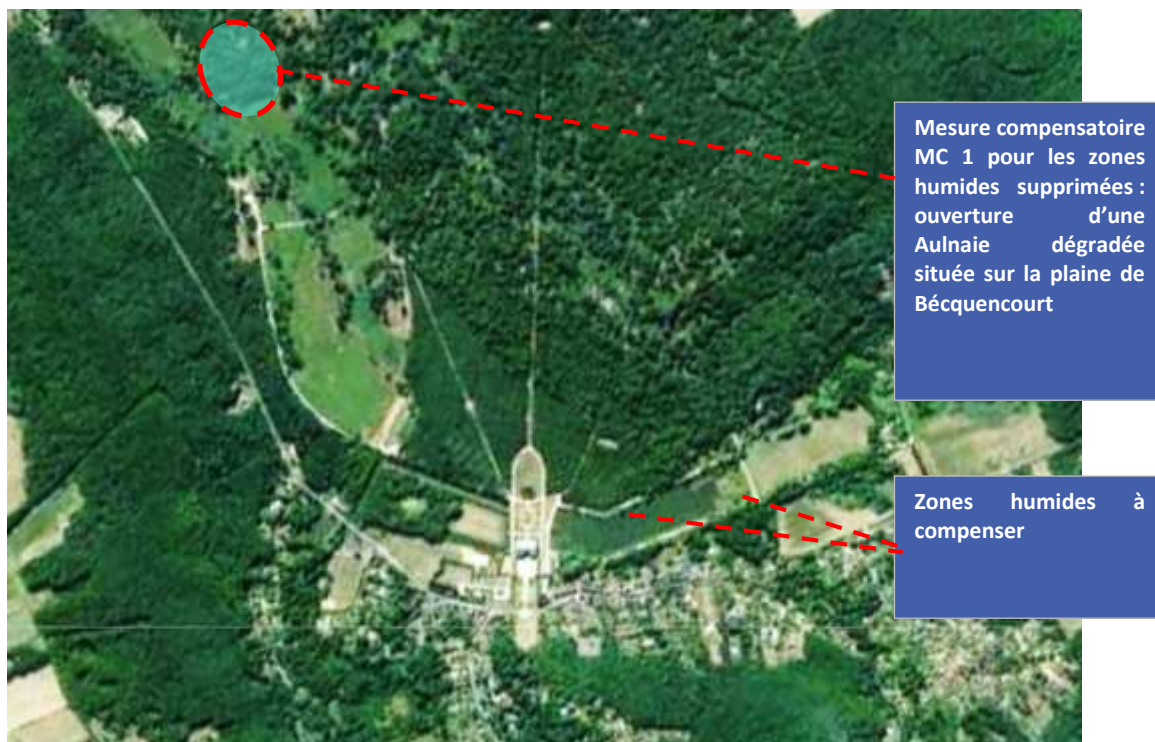 Mesure compensatoire
MC 1 pour les zones
humides supprimées :
ouverture d'une
Aulnaie dégradée
située sur la plaine de
Bécquencourt
Zones humides à
compenser